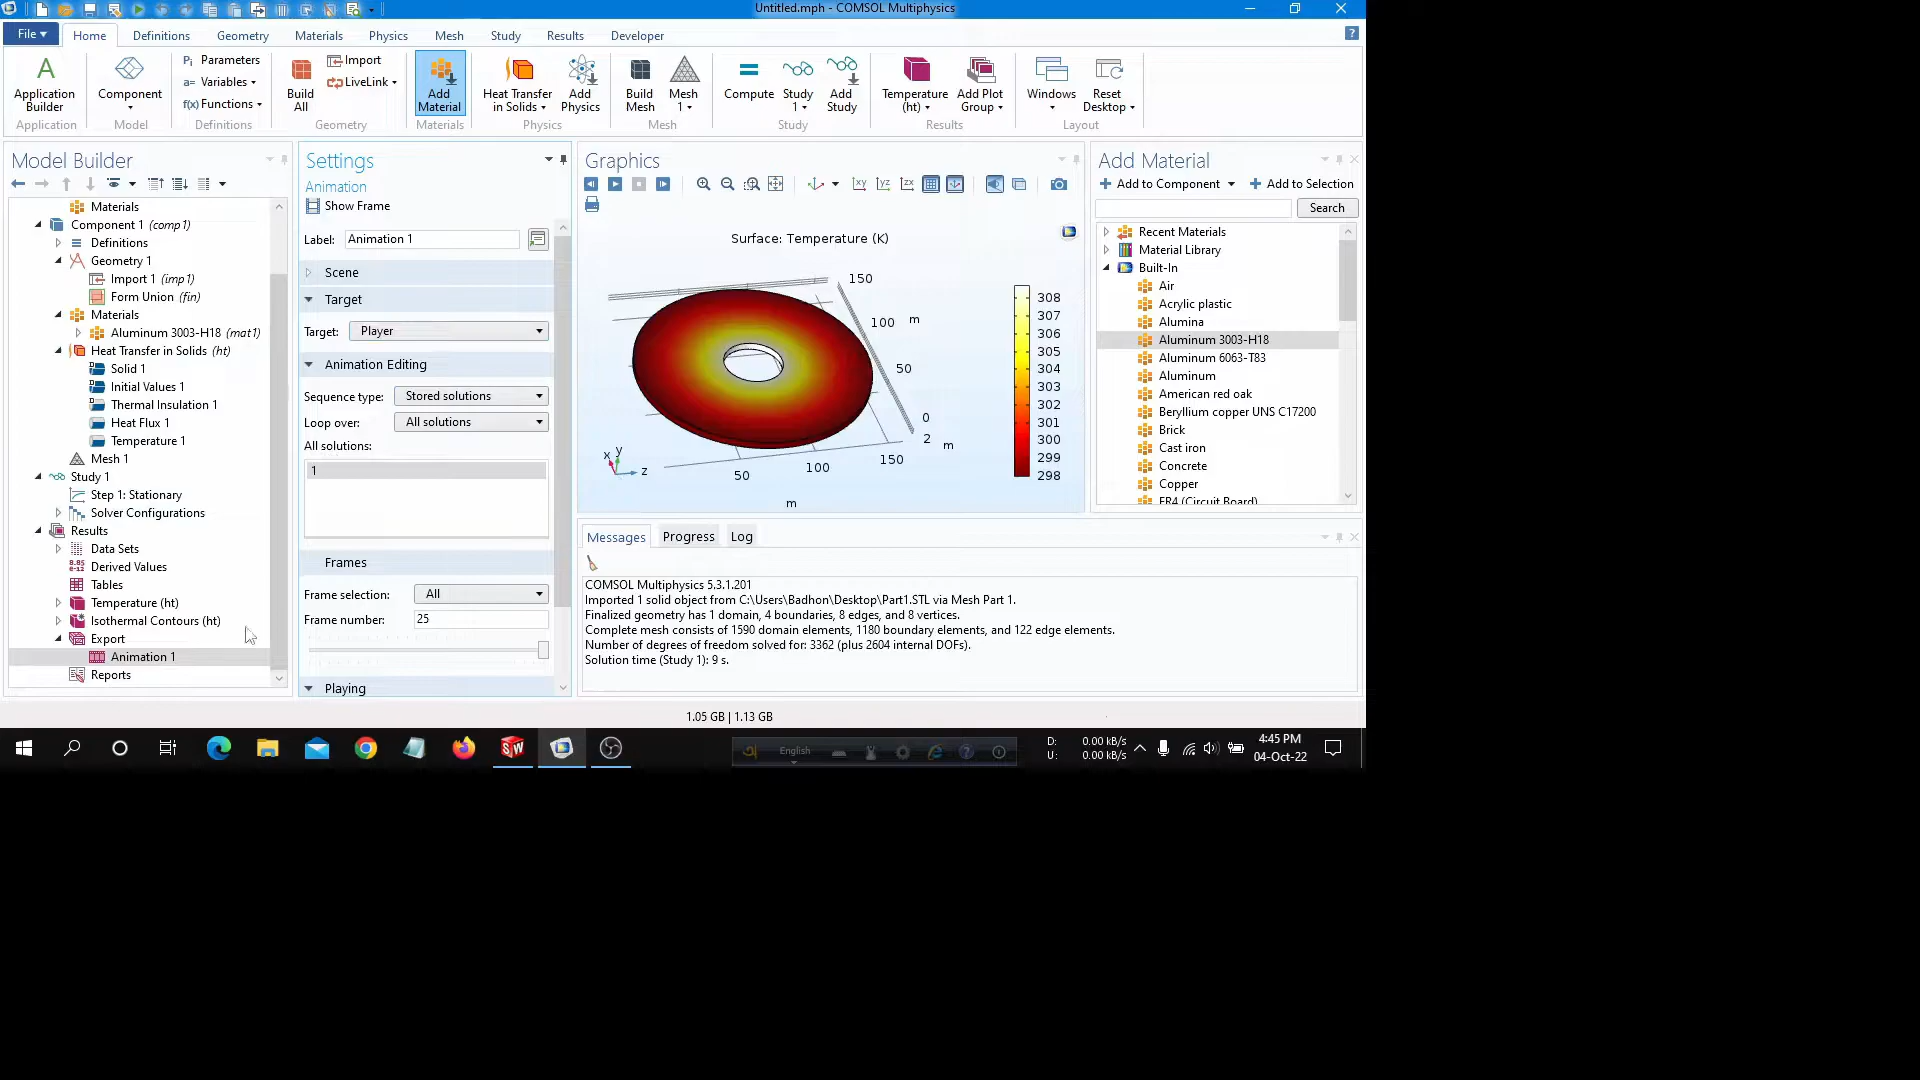 Untitled.mph - COMSOL Multiphysics
File Home Definitions Geometry Materials Physics Mesh Study Results Developer
Application Builder
Application
Component
Model
Pi Parameters
a= Variables
f(x) Functions
Definitions
Build All
Import
LiveLink
Geometry
Add Material
Materials
Heat Transfer in Solids
Add Physics
Physics
Build Mesh
Mesh 1
Mesh
Compute
Study 1
Add Study
Study
Temperature (ht)
Add Plot Group
Results
Windows
Reset Desktop
Layout
Model Builder
Materials
Component 1 (comp1)
Definitions
Geometry 1
Import 1 (imp1)
Form Union (fin)
Materials
Aluminum 3003-H18 (mat1)
Heat Transfer in Solids (ht)
Solid 1
Initial Values 1
Thermal Insulation 1
Heat Flux 1
Temperature 1
Mesh 1
Study 1
Step 1: Stationary
Solver Configurations
Results
Data Sets
8.85 e-12 Derived Values
Tables
Temperature (ht)
Isothermal Contours (ht)
Export
Animation 1
Reports
Settings
Animation
Show Frame
Label: Animation 1
Scene
Target
Target: Player
Animation Editing
Sequence type: Stored solutions
Loop over: All solutions
All solutions:
1
Frames
Frame selection: All
Frame number: 25
Playing
Graphics
xy yz zx
Surface: Temperature (K)
150
100 m
50
0
2 m
150
100
50
m
x y z
308
307
306
305
304
303
302
301
300
299
298
Messages Progress Log
COMSOL Multiphysics 5.3.1.201
Imported 1 solid object from C:\Users\Badhon\Desktop\Part1.STL via Mesh Part 1.
Finalized geometry has 1 domain, 4 boundaries, 8 edges, and 8 vertices.
Complete mesh consists of 1590 domain elements, 1180 boundary elements, and 122 edge elements.
Number of degrees of freedom solved for: 3362 (plus 2604 internal DOFs).
Solution time (Study 1): 9 s.
Add Material
Add to Component Add to Selection
Search
Recent Materials
Material Library
Built-In
Air
Acrylic plastic
Alumina
Aluminum 3003-H18
Aluminum 6063-T83
Aluminum
American red oak
Beryllium copper UNS C17200
Brick
Cast iron
Concrete
Copper
FR4 (Circuit Board)
1.05 GB | 1.13 GB
English
D: 0.00 kB/s
U: 0.00 kB/s
4:45 PM
04-Oct-22